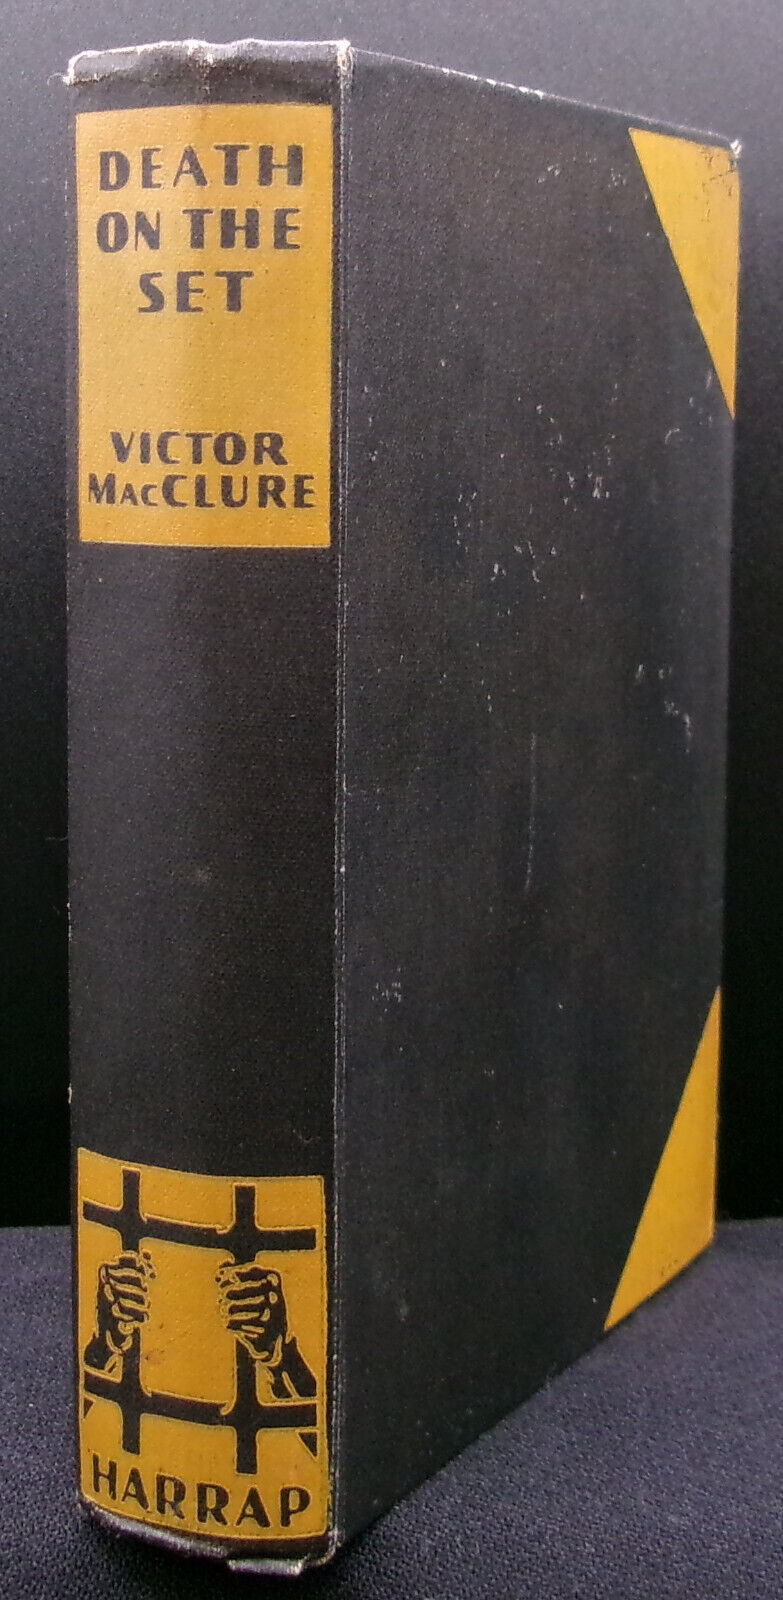 DEATH
ON THE
SET
VICTOR
MACCLURE
HARRAP